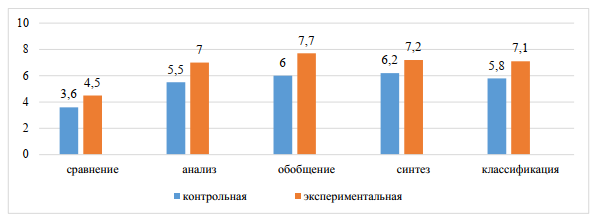 10
8
6
4
2
0
3,6 4,5 5,5 7 6 7,7 6,2 7,2 5,8 7,1
сравнение анализ обобщение синтез классификация
контрольная экспериментальная